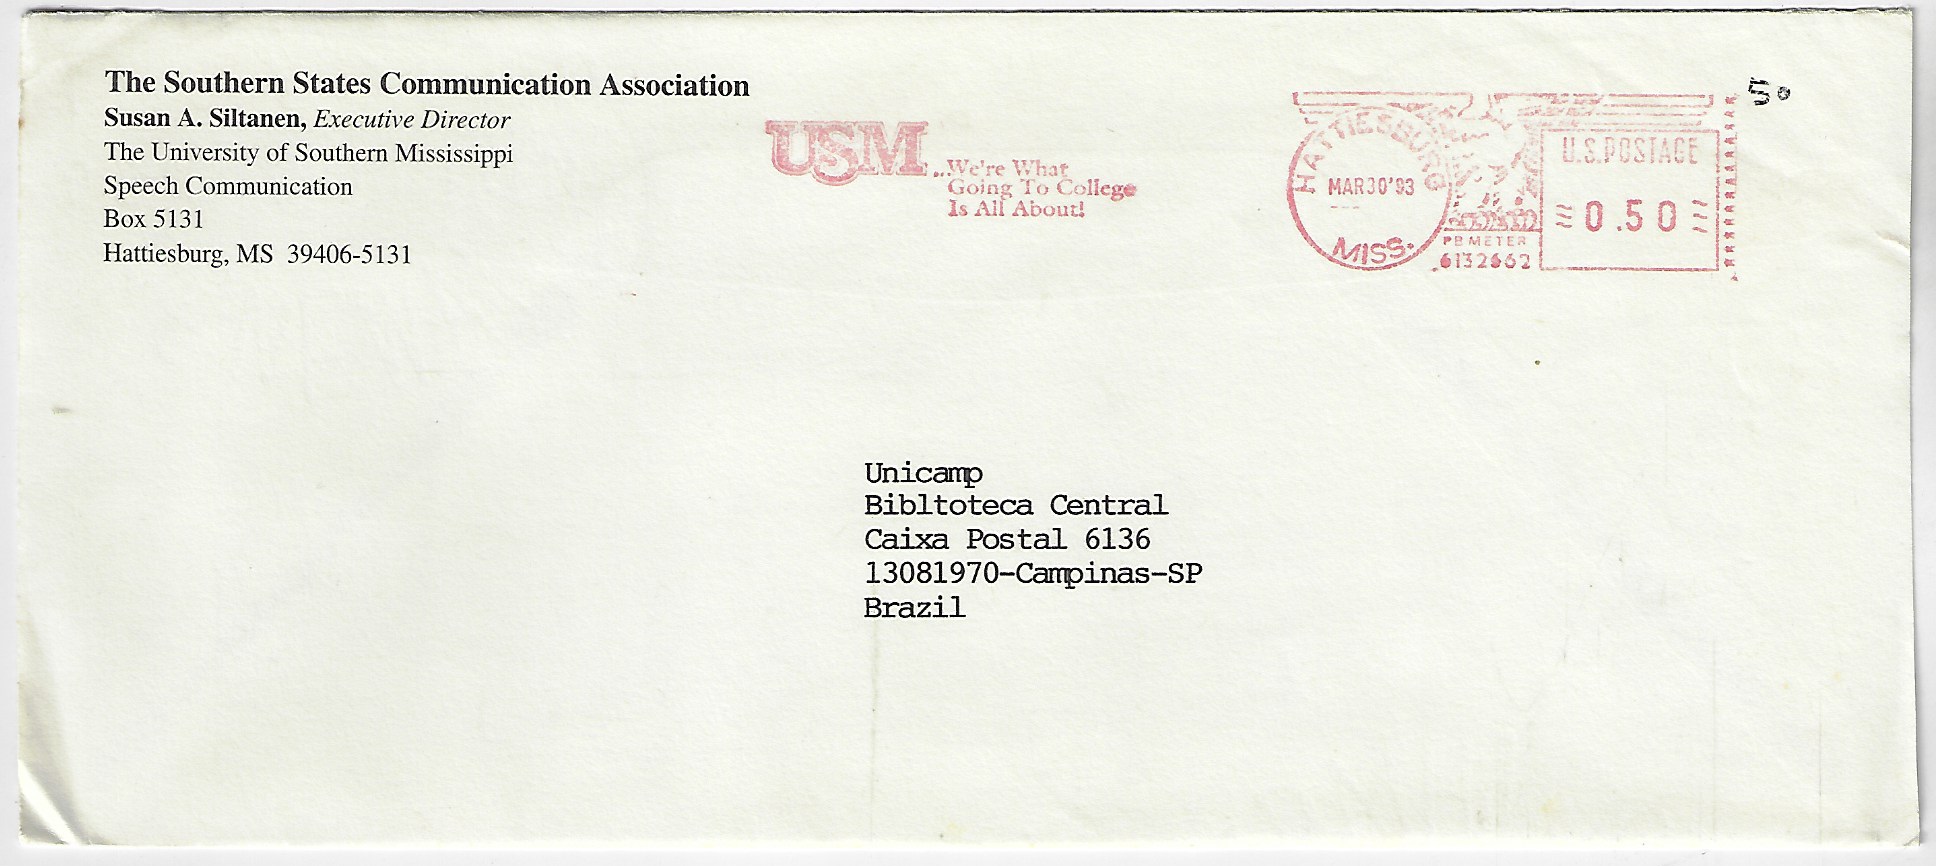 The Southern States Communication Association
Susan A. Siltanen, Executive Director
The University of Southern Mississippi
Speech Communication
Box 5131
Hattiesburg, MS 39406-5131
USM
...We're What
Going To College
Is All About!
HATTIESBURG
MAR30'93
MISS.
PB METER
6132662
U.S.POSTAGE
0.50
50
Unicamp
Bibltoteca Central
Caixa Postal 6136
13081970-Campinas-SP
Brazil